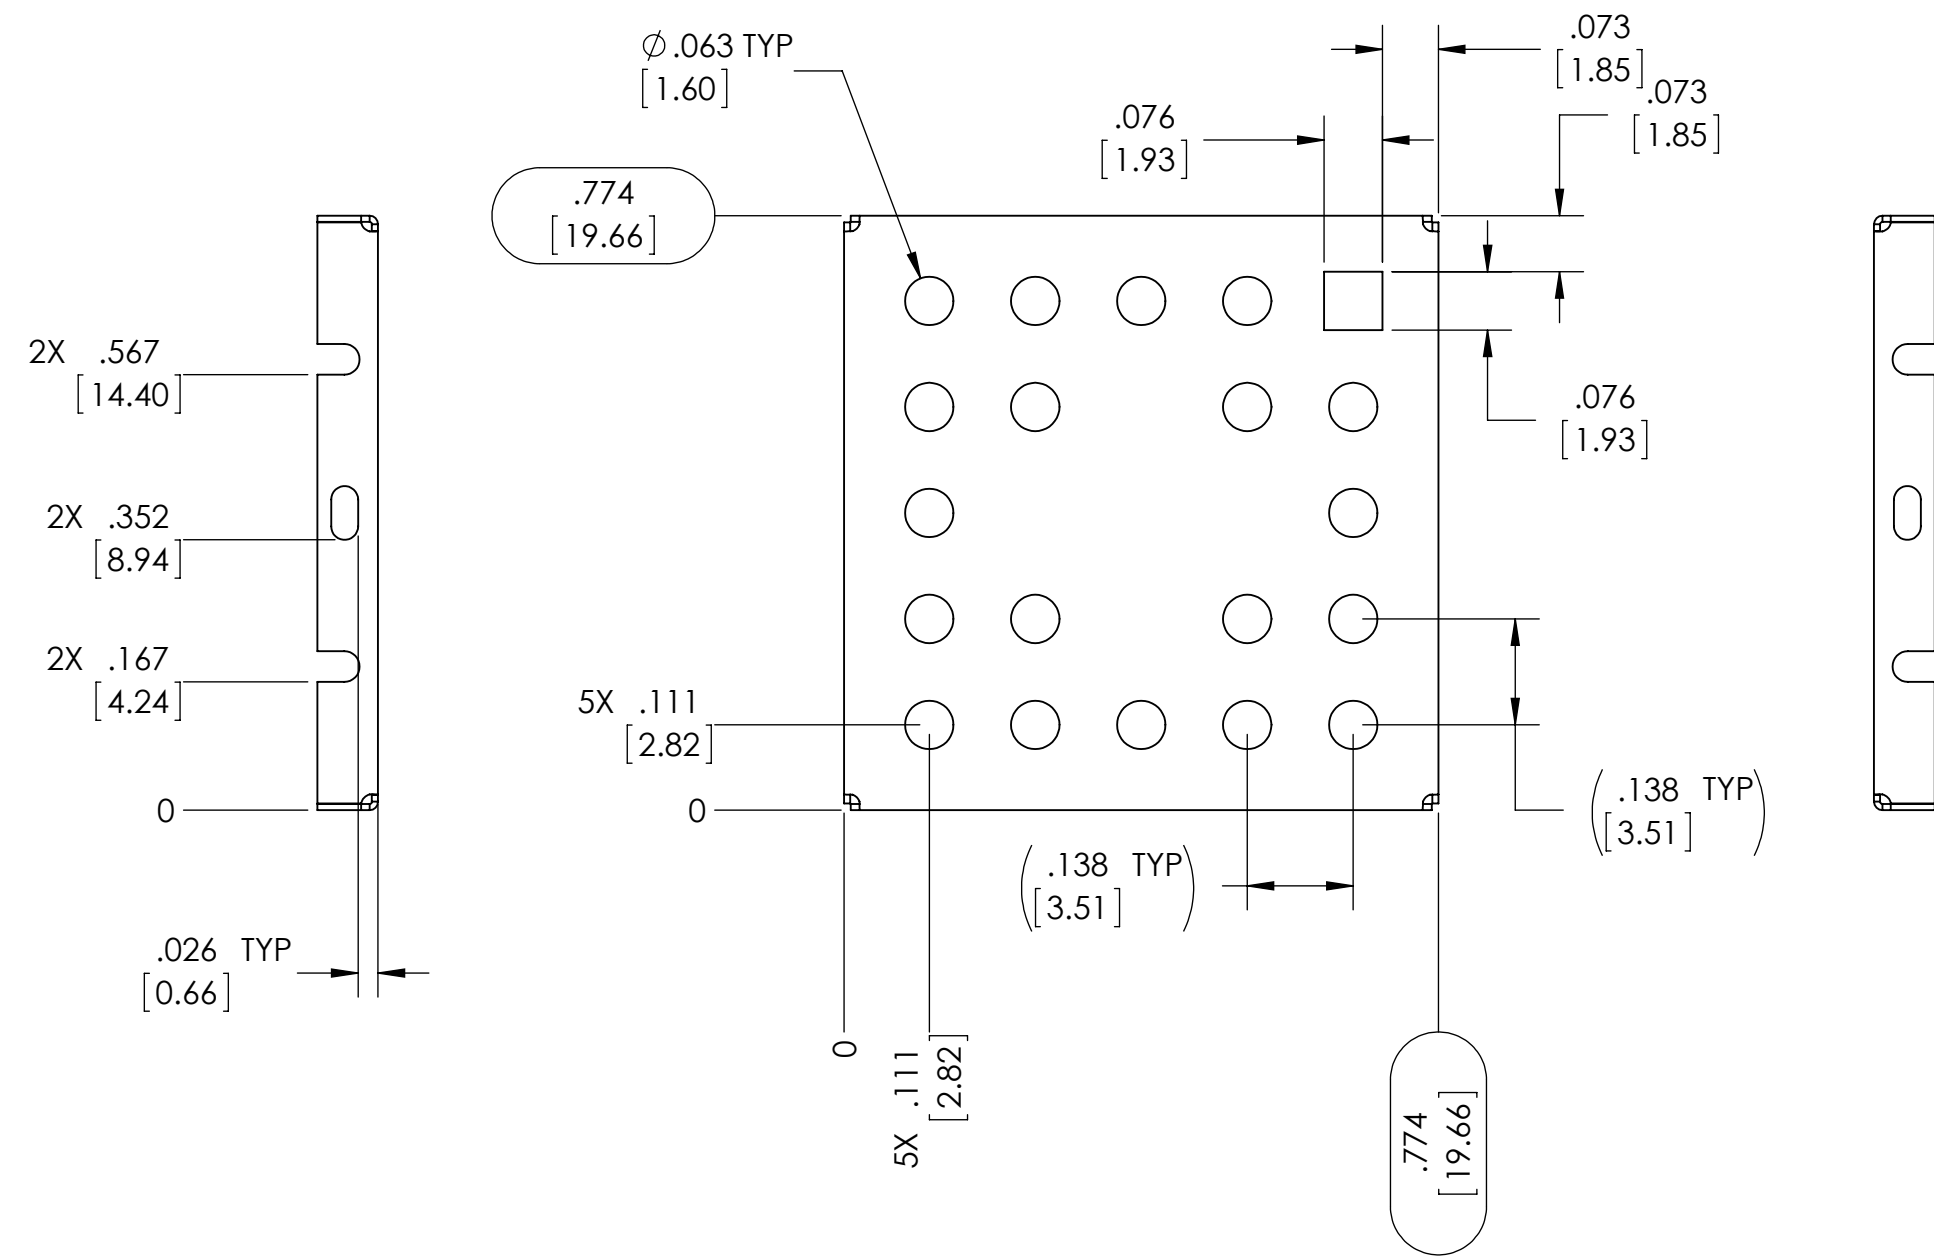 ⌀.063 TYP
[1.60]
.073
[1.85]
.073
[1.85]
.076
[1.93]
.774
[19.66]
2X .567
[14.40]
.076
[1.93]
2X .352
[8.94]
2X .167
[4.24]
5X .111
[2.82]
0
0
(.138 TYP)
[3.51]
(.138 TYP)
[3.51]
.026 TYP
[0.66]
0
5X .111
[2.82]
.774
[19.66]